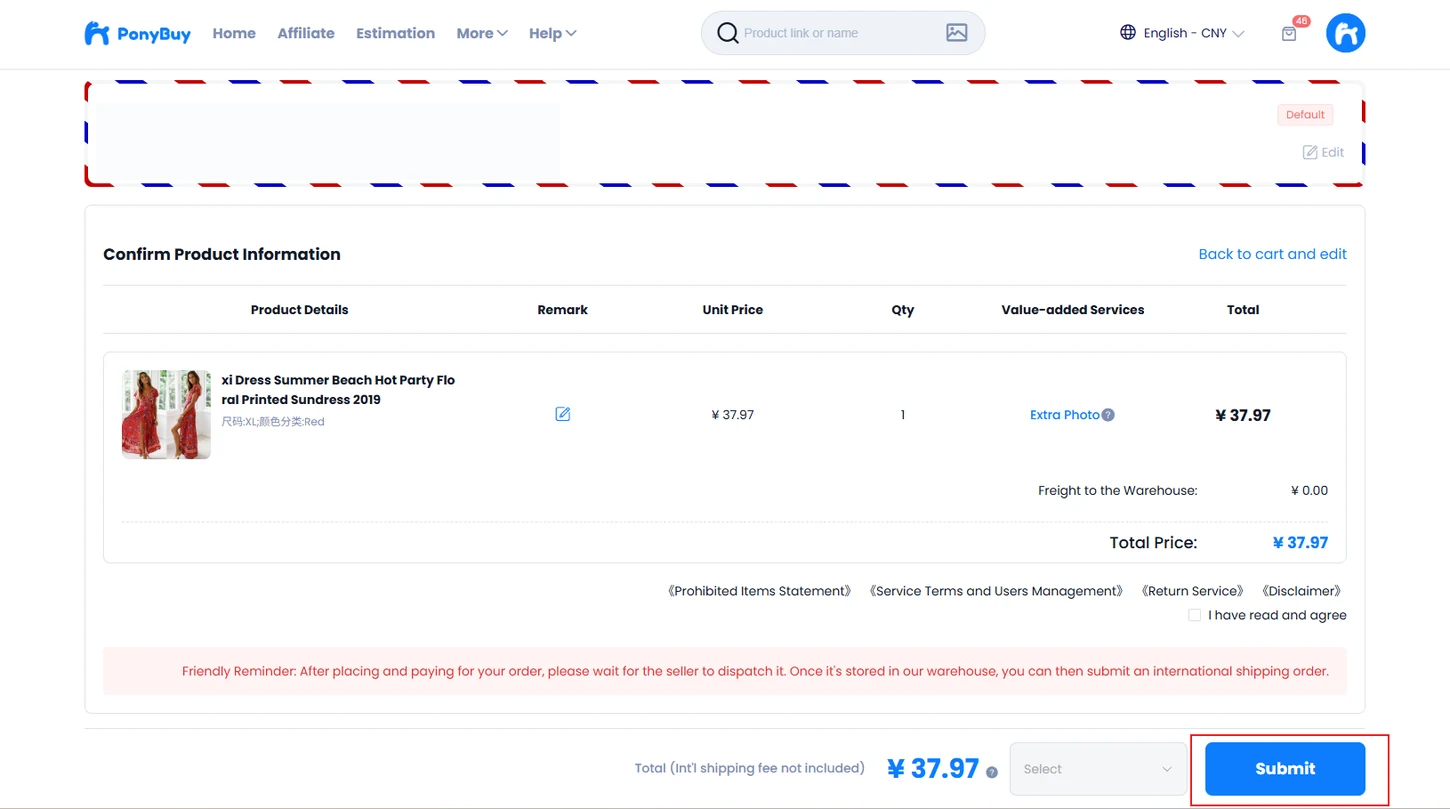 PonyBuy Home Affiliate Estimation More Help Product link or name English - CNY 46
Default
Edit
Confirm Product Information Back to cart and edit
Product Details Remark Unit Price Qty Value-added Services Total
xi Dress Summer Beach Hot Party Flo
ral Printed Sundress 2019
尺码:XL;颜色分类:Red
¥ 37.97 1 Extra Photo ? ¥ 37.97
Freight to the Warehouse: ¥ 0.00
Total Price: ¥ 37.97
《Prohibited Items Statement》 《Service Terms and Users Management》 《Return Service》 《Disclaimer》
I have read and agree
Friendly Reminder: After placing and paying for your order, please wait for the seller to dispatch it. Once it's stored in our warehouse, you can then submit an international shipping order.
Total (Int'l shipping fee not included) ¥ 37.97 ? Select Submit